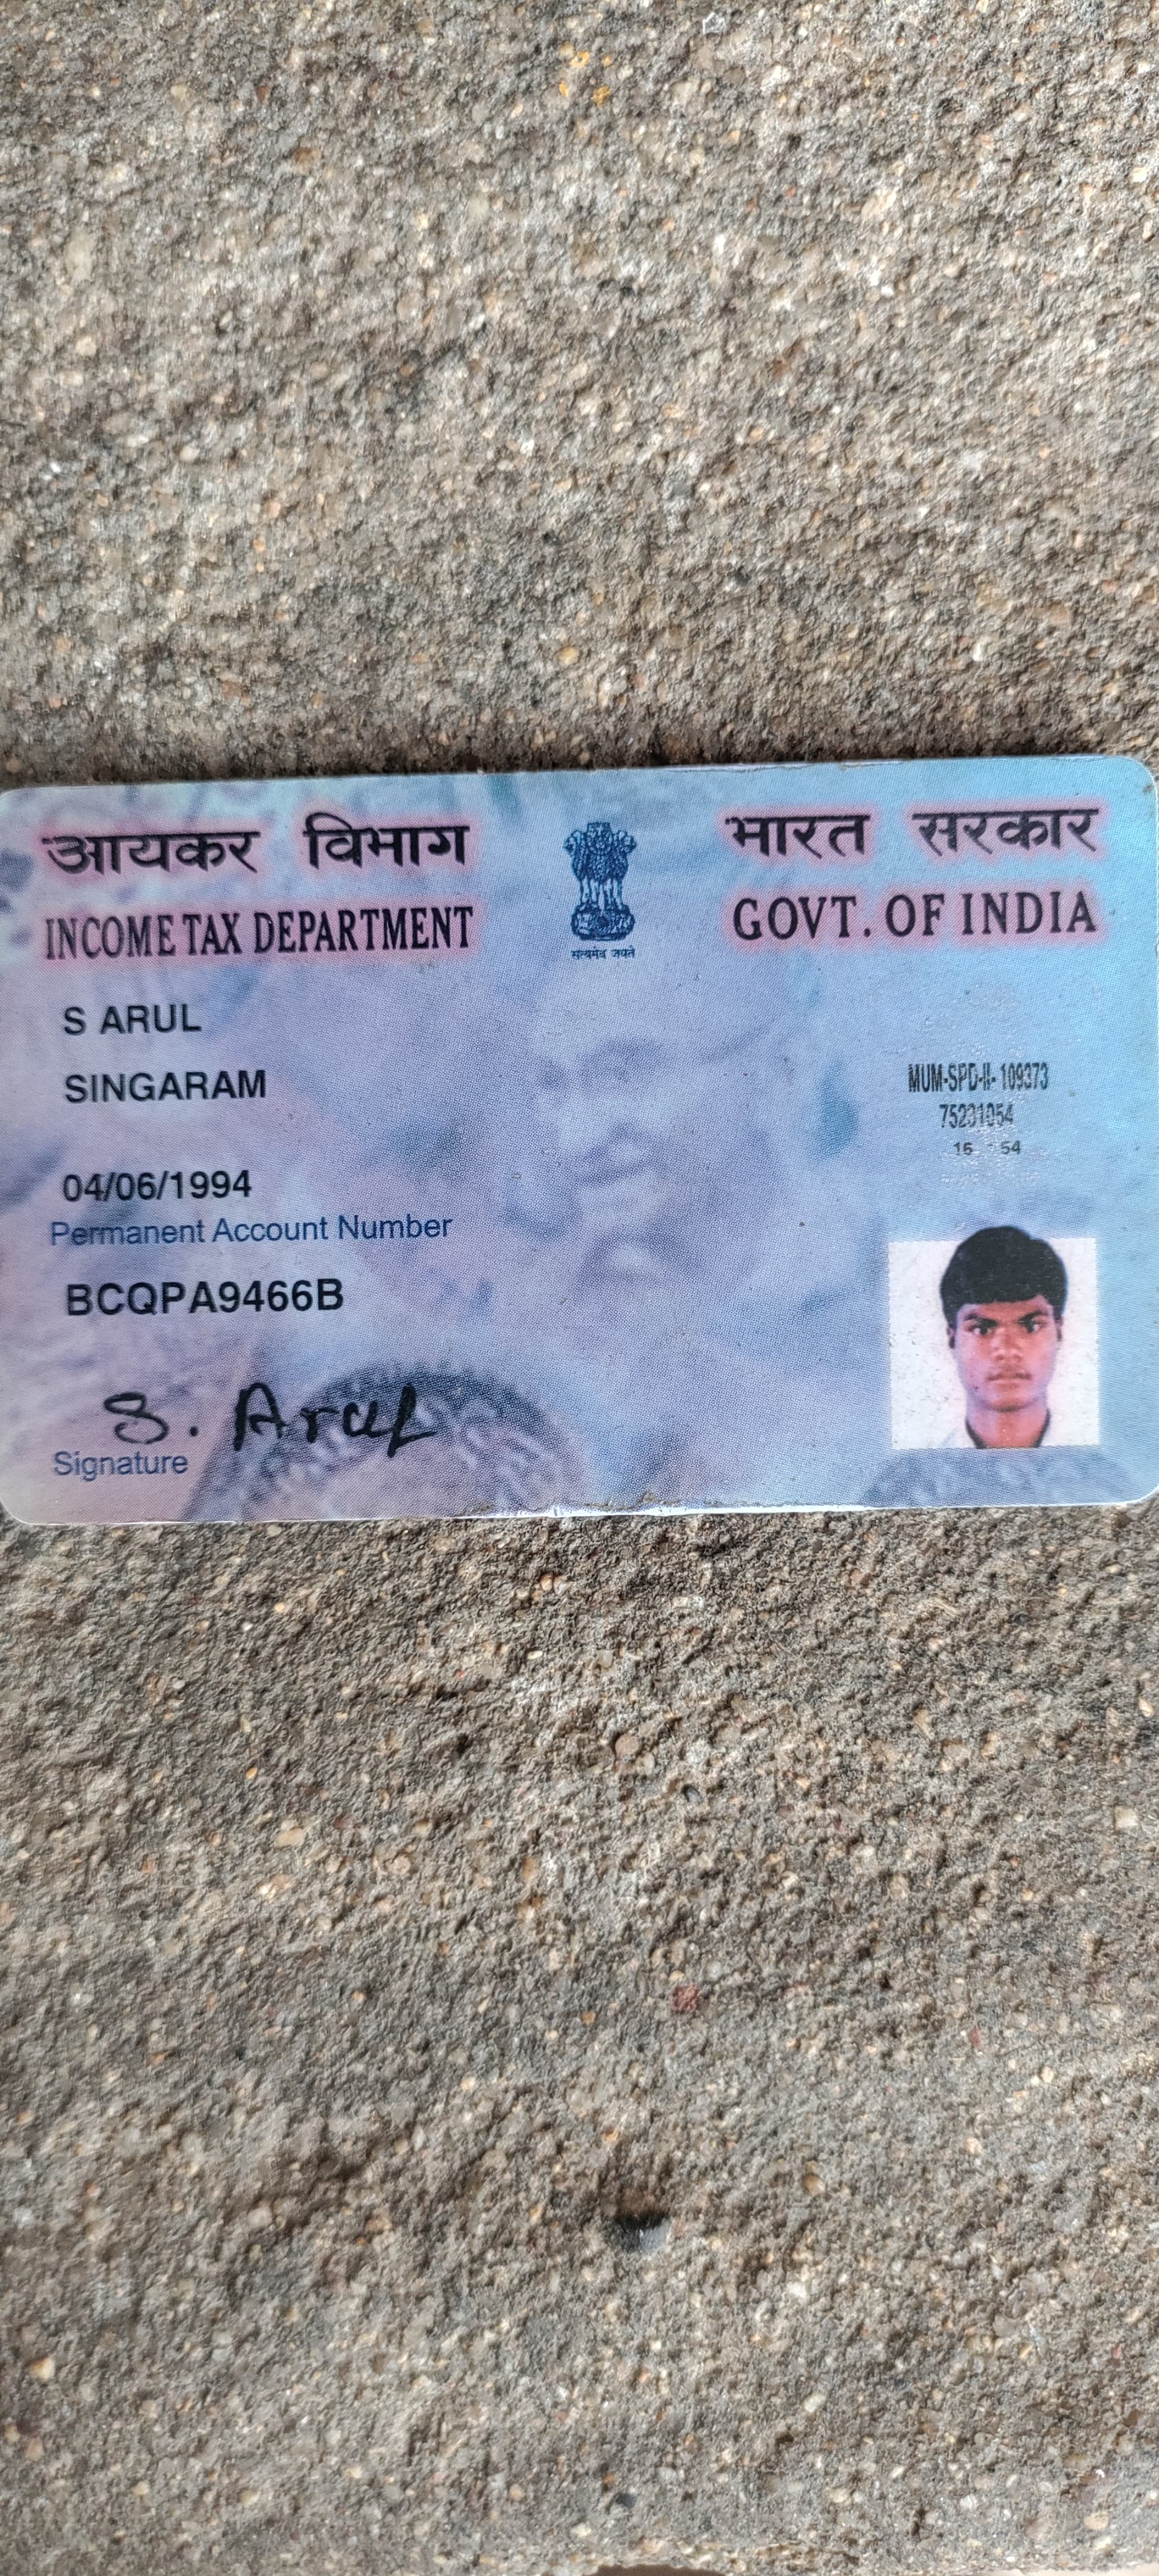 आयकर विभाग
INCOME TAX DEPARTMENT
सत्यमेव जयते
भारत सरकार
GOVT. OF INDIA
S ARUL
SINGARAM
04/06/1994
Permanent Account Number
BCQPA9466B
S. Arul
Signature
MUM-SPD-II-109373
75231054
16 54